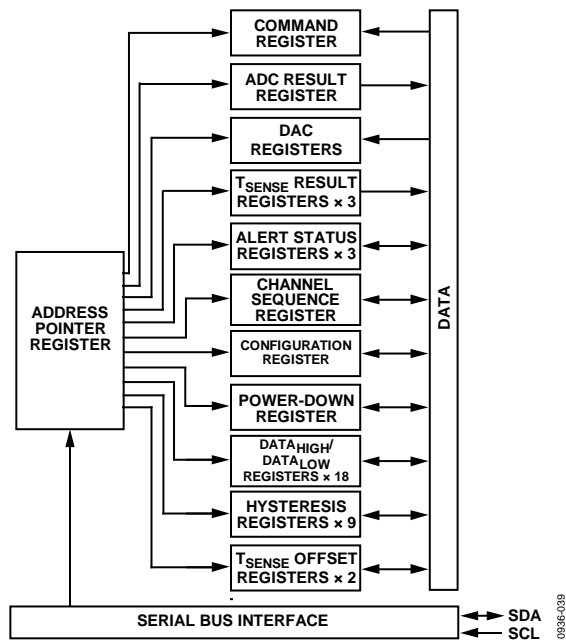 COMMAND
REGISTER
ADC RESULT
REGISTER
DAC
REGISTERS
TSENSE RESULT
REGISTERS × 3
ALERT STATUS
REGISTERS × 3
CHANNEL
SEQUENCE
REGISTER
CONFIGURATION
REGISTER
POWER-DOWN
REGISTER
DATAHIGH/
DATALOW
REGISTERS × 18
HYSTERESIS
REGISTERS × 9
TSENSE OFFSET
REGISTERS × 2
ADDRESS
POINTER
REGISTER
DATA
SERIAL BUS INTERFACE
SDA
SCL
0936-039